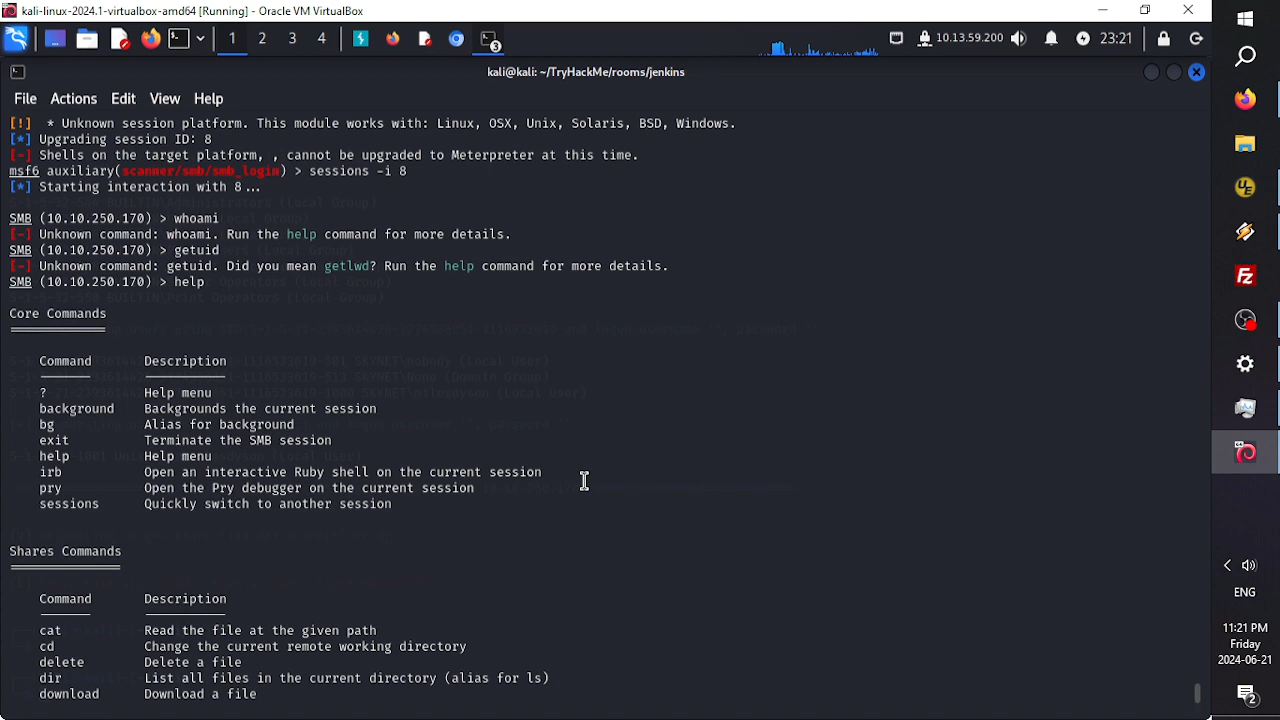 kali-linux-2024.1-virtualbox-amd64 [Running] - Oracle VM VirtualBox
1 2 3 4
3
10.13.59.200
23:21
kali@kali: ~/TryHackMe/rooms/jenkins
File Actions Edit View Help
[!]  * Unknown session platform. This module works with: Linux, OSX, Unix, Solaris, BSD, Windows.
[*] Upgrading session ID: 8
[-] Shells on the target platform, , cannot be upgraded to Meterpreter at this time.
msf6 auxiliary(scanner/smb/smb_login) > sessions -i 8
[*] Starting interaction with 8...
SMB (10.10.250.170) > whoami
[-] Unknown command: whoami. Run the help command for more details.
SMB (10.10.250.170) > getuid
[-] Unknown command: getuid. Did you mean getlwd? Run the help command for more details.
SMB (10.10.250.170) > help
Core Commands
=============
Command Description
------- -----------
? Help menu
background Backgrounds the current session
bg Alias for background
exit Terminate the SMB session
help Help menu
irb Open an interactive Ruby shell on the current session
pry Open the Pry debugger on the current session
sessions Quickly switch to another session
Shares Commands
===============
Command Description
------- -----------
cat Read the file at the given path
cd Change the current remote working directory
delete Delete a file
dir List all files in the current directory (alias for ls)
download Download a file
UE
Fz
ENG
11:21 PM
Friday
2024-06-21
2